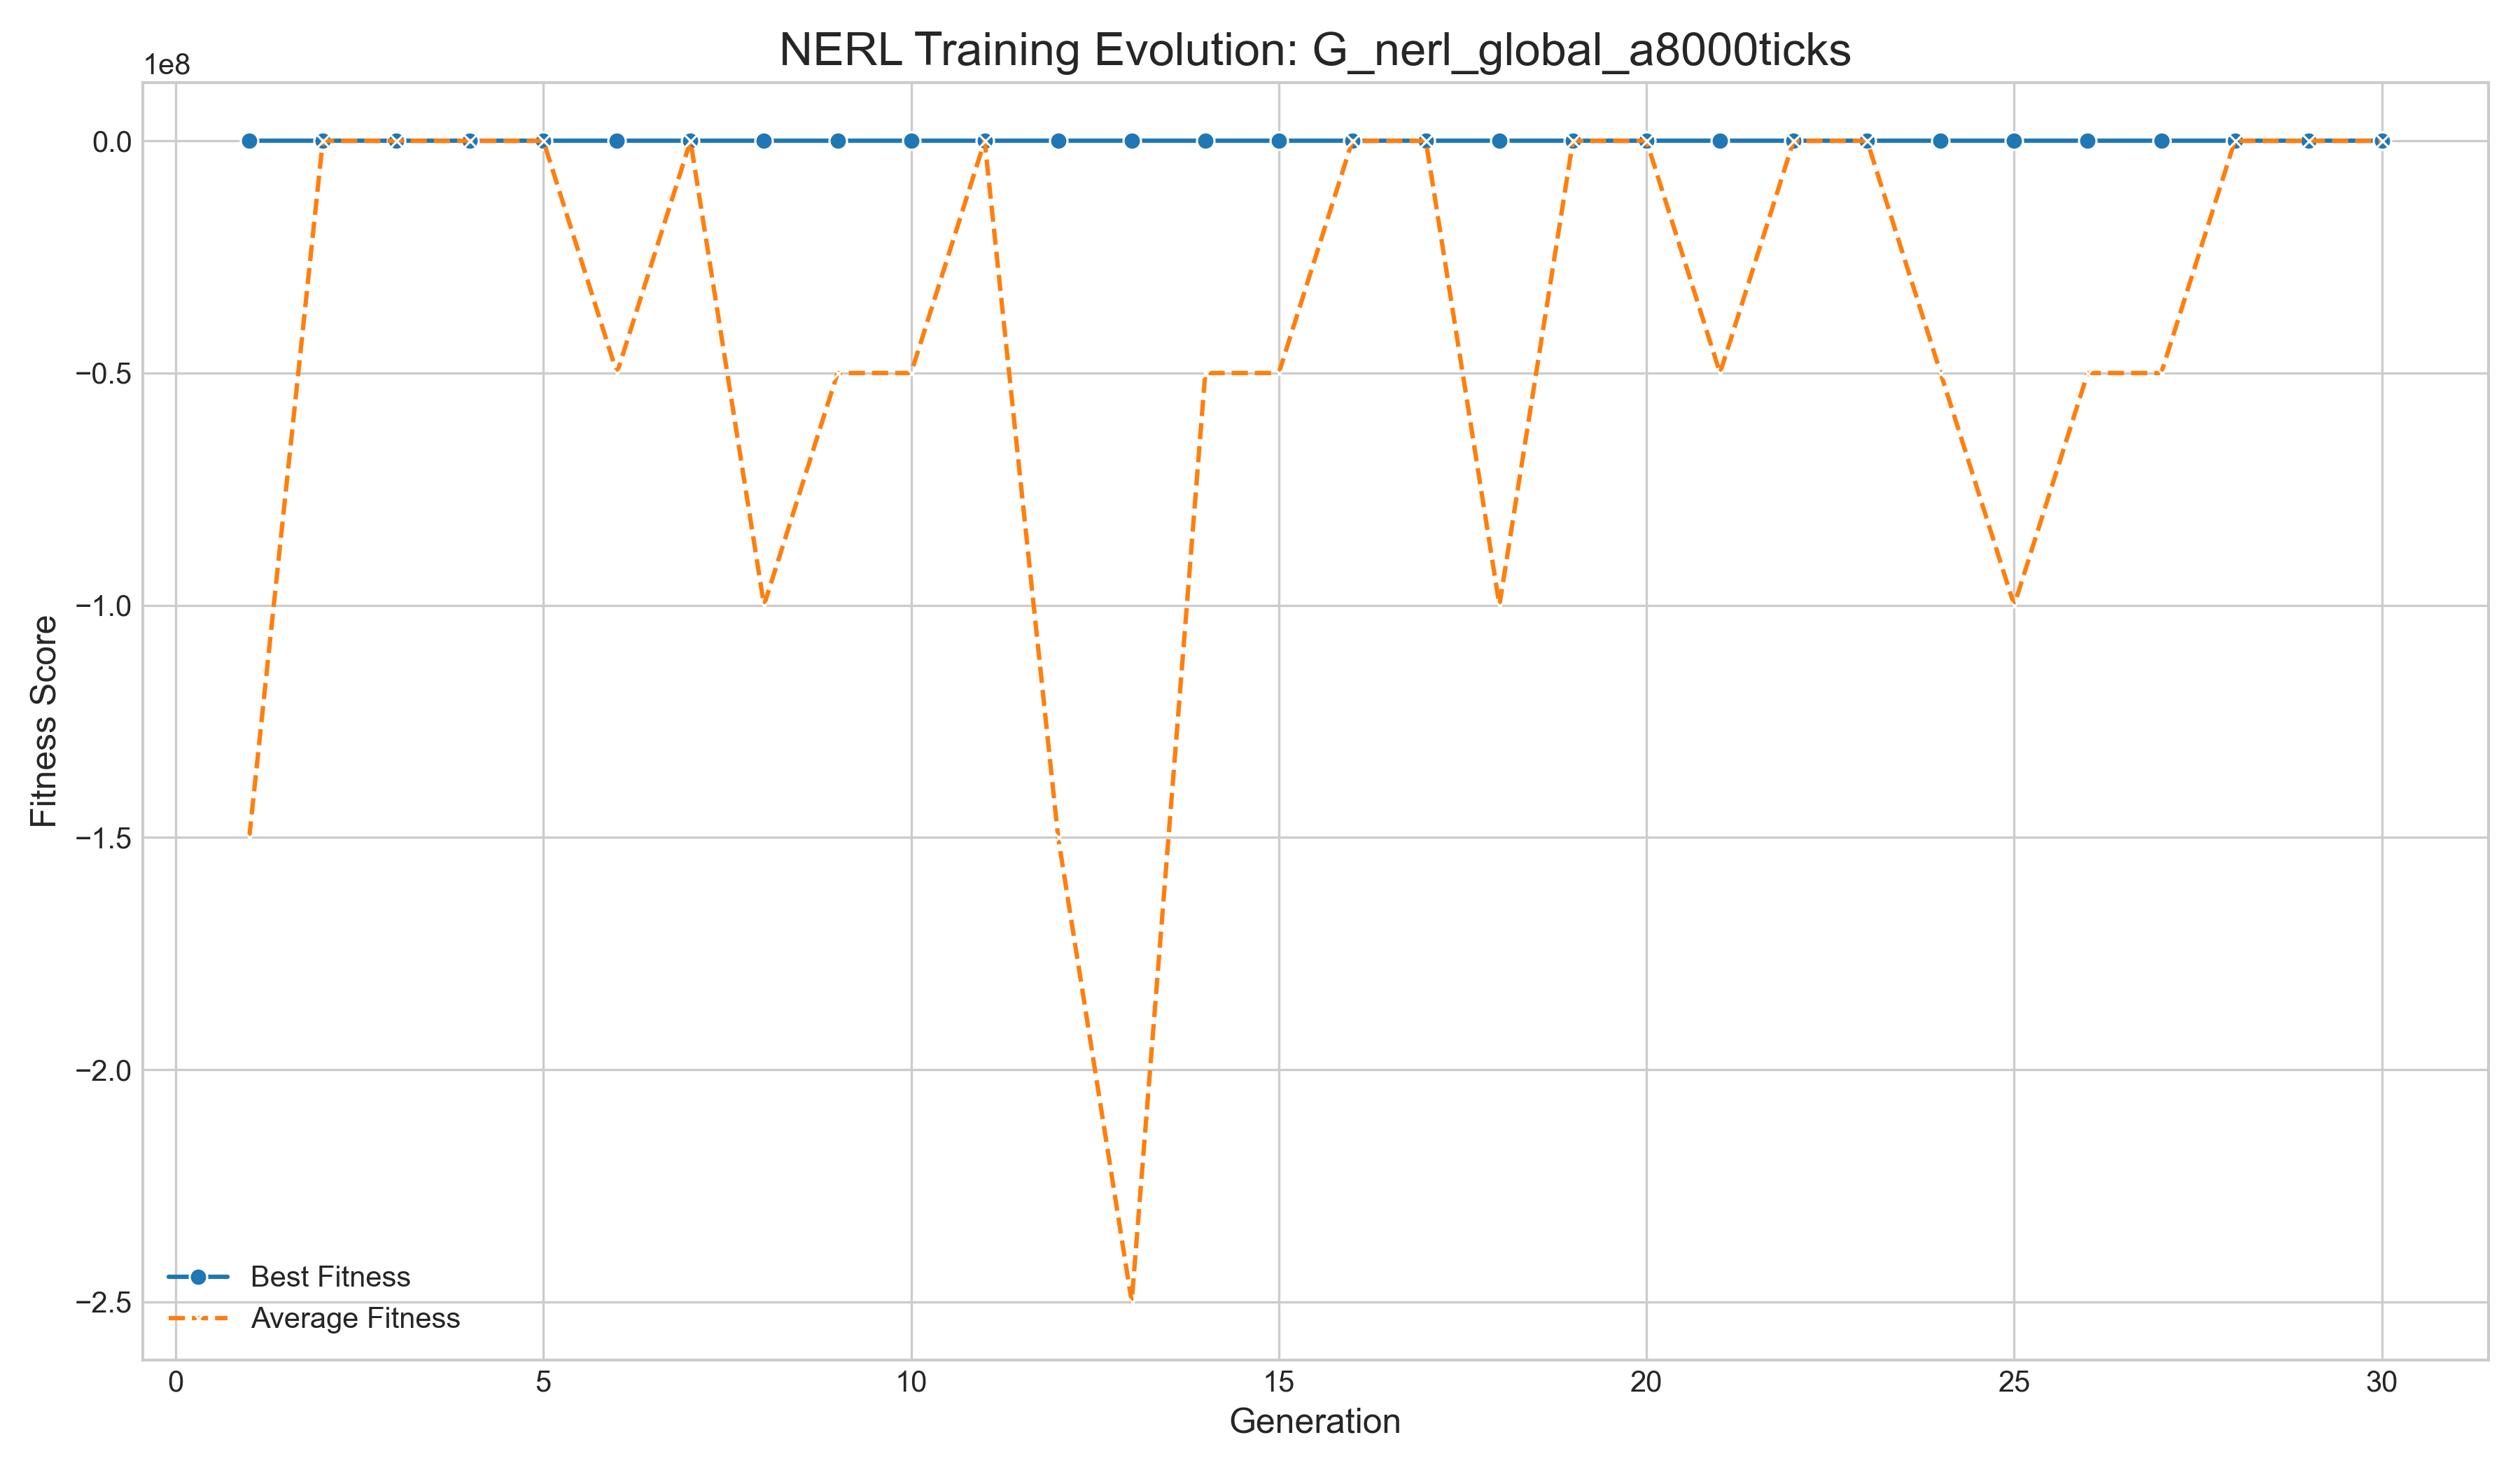 NERL Training Evolution: G_nerl_global_a8000ticks
1e8
0.0
−0.5
−1.0
−1.5
−2.0
−2.5
Fitness Score
Best Fitness
Average Fitness
0 5 10 15 20 25 30
Generation